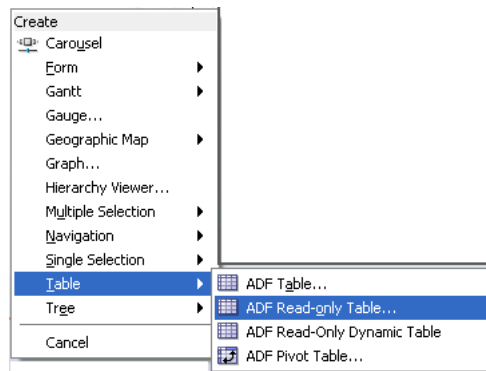 Create
Carousel
Form
Gantt
Gauge...
Geographic Map
Graph...
Hierarchy Viewer...
Multiple Selection
Navigation
Single Selection
Table
Tree
Cancel
ADF Table...
ADF Read-only Table...
ADF Read-Only Dynamic Table
ADF Pivot Table...